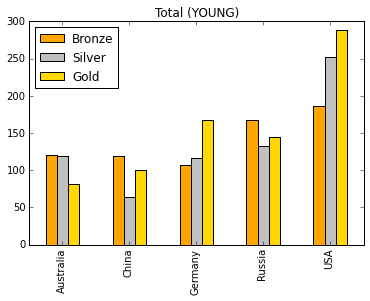 Total (YOUNG)
300
250
200
150
100
50
0
Bronze
Silver
Gold
Australia
China
Germany
Russia
USA